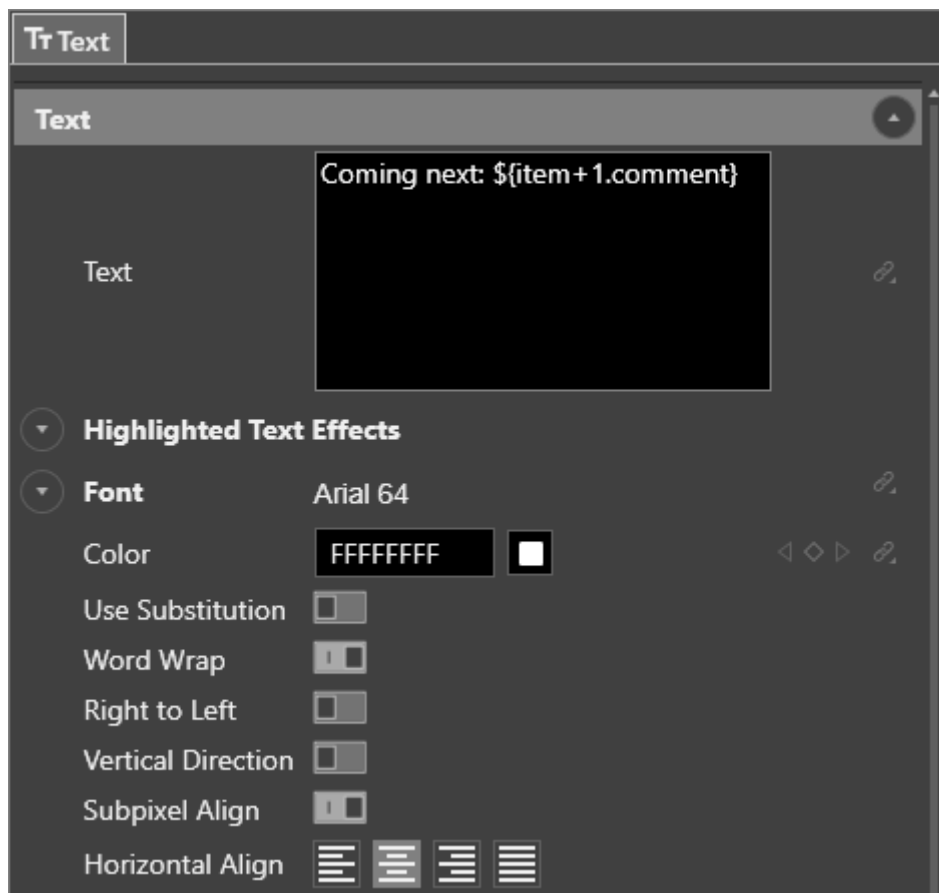 Tr Text
Text
Coming next: ${item+1.comment}
Text
Highlighted Text Effects
Font Arial 64
Color FFFFFFFF
Use Substitution
Word Wrap
Right to Left
Vertical Direction
Subpixel Align
Horizontal Align